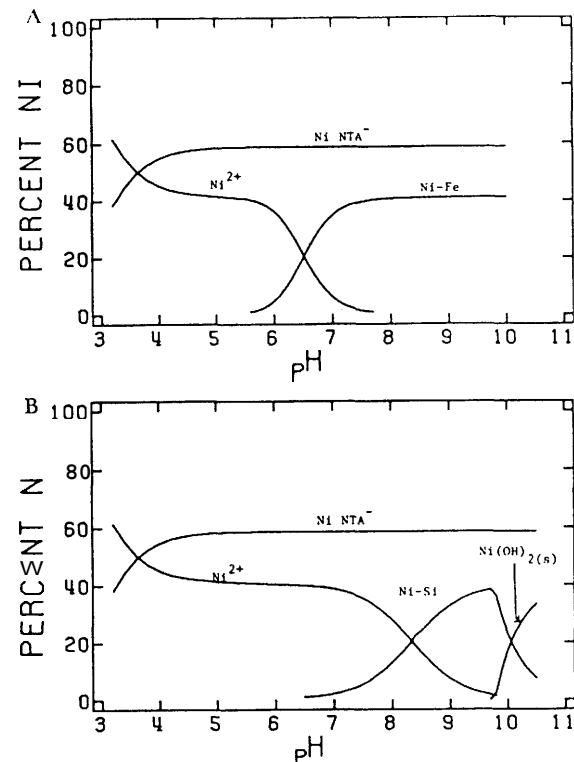 A
PERCENT NI
100
80
60
40
20
0
Ni NTA⁻
Ni²⁺
Ni-Fe
3 4 5 6 7 8 9 10 11
pH
B
PERCENT N
100
80
60
40
20
0
Ni NTA⁻
Ni(OH)₂(s)
Ni²⁺
Ni-Si
3 4 5 6 7 8 9 10 11
pH